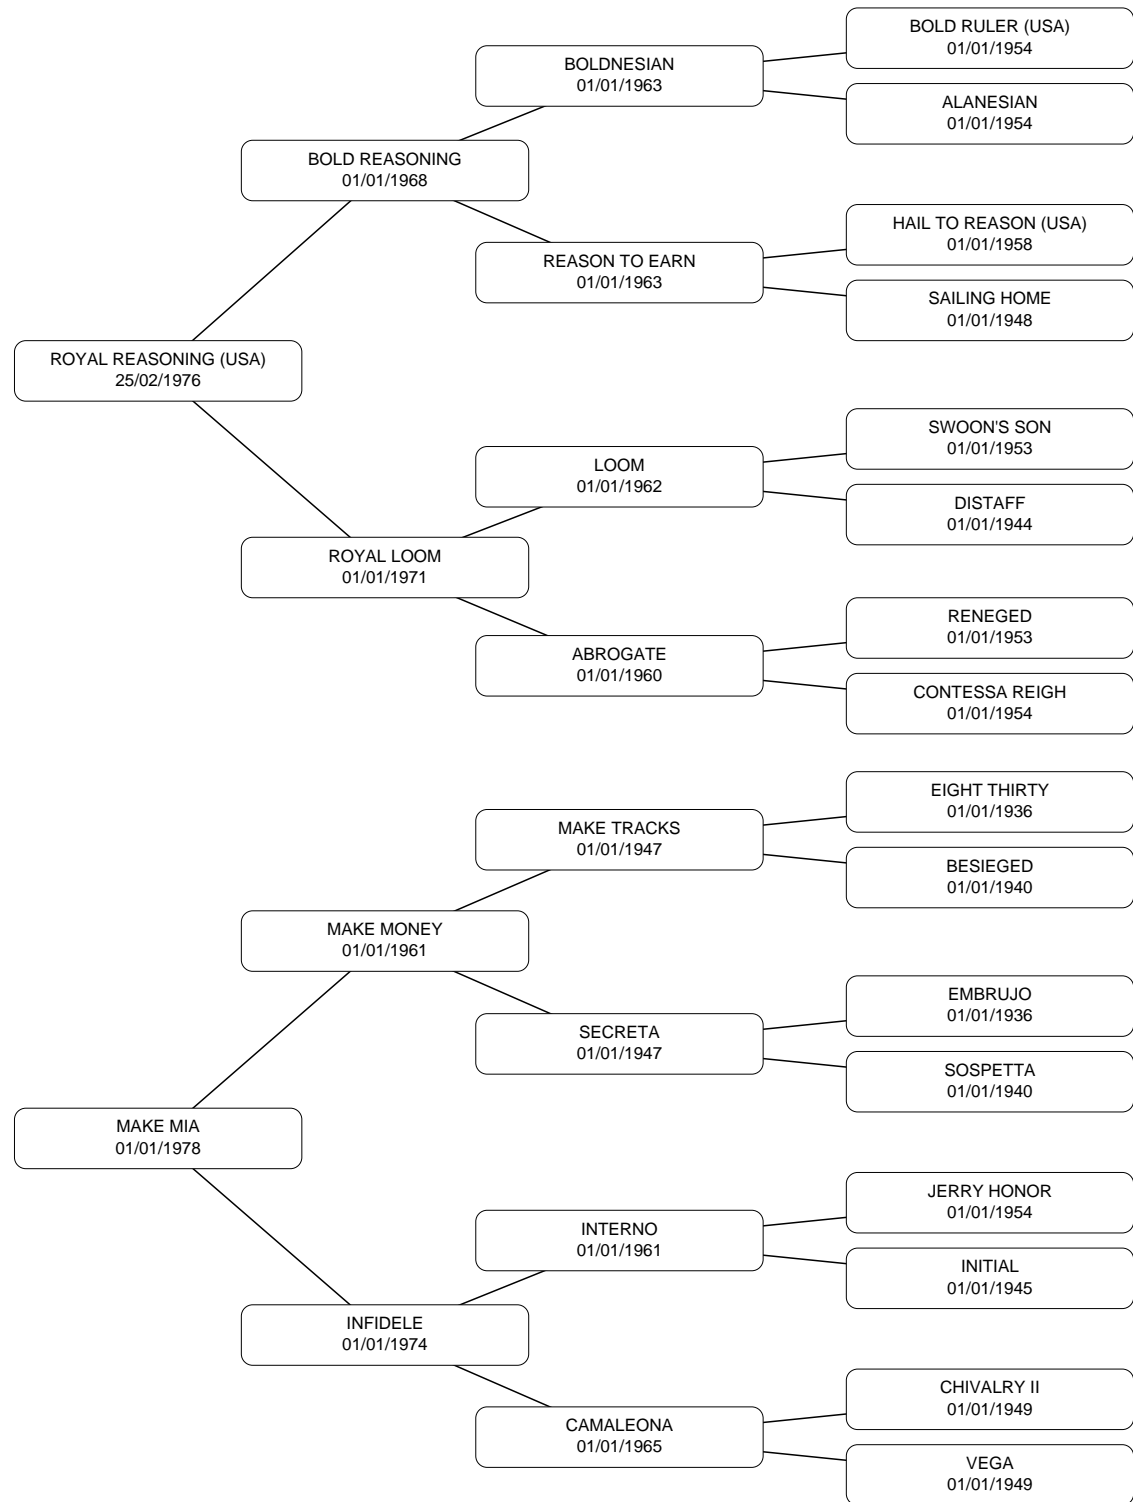 BOLD RULER (USA)
01/01/1954
BOLDNESIAN
01/01/1963
ALANESIAN
01/01/1954
BOLD REASONING
01/01/1968
HAIL TO REASON (USA)
01/01/1958
REASON TO EARN
01/01/1963
SAILING HOME
01/01/1948
ROYAL REASONING (USA)
25/02/1976
SWOON'S SON
01/01/1953
LOOM
01/01/1962
DISTAFF
01/01/1944
ROYAL LOOM
01/01/1971
RENEGED
01/01/1953
ABROGATE
01/01/1960
CONTESSA REIGH
01/01/1954
EIGHT THIRTY
01/01/1936
MAKE TRACKS
01/01/1947
BESIEGED
01/01/1940
MAKE MONEY
01/01/1961
EMBRUJO
01/01/1936
SECRETA
01/01/1947
SOSPETTA
01/01/1940
MAKE MIA
01/01/1978
JERRY HONOR
01/01/1954
INTERNO
01/01/1961
INITIAL
01/01/1945
INFIDELE
01/01/1974
CHIVALRY II
01/01/1949
CAMALEONA
01/01/1965
VEGA
01/01/1949